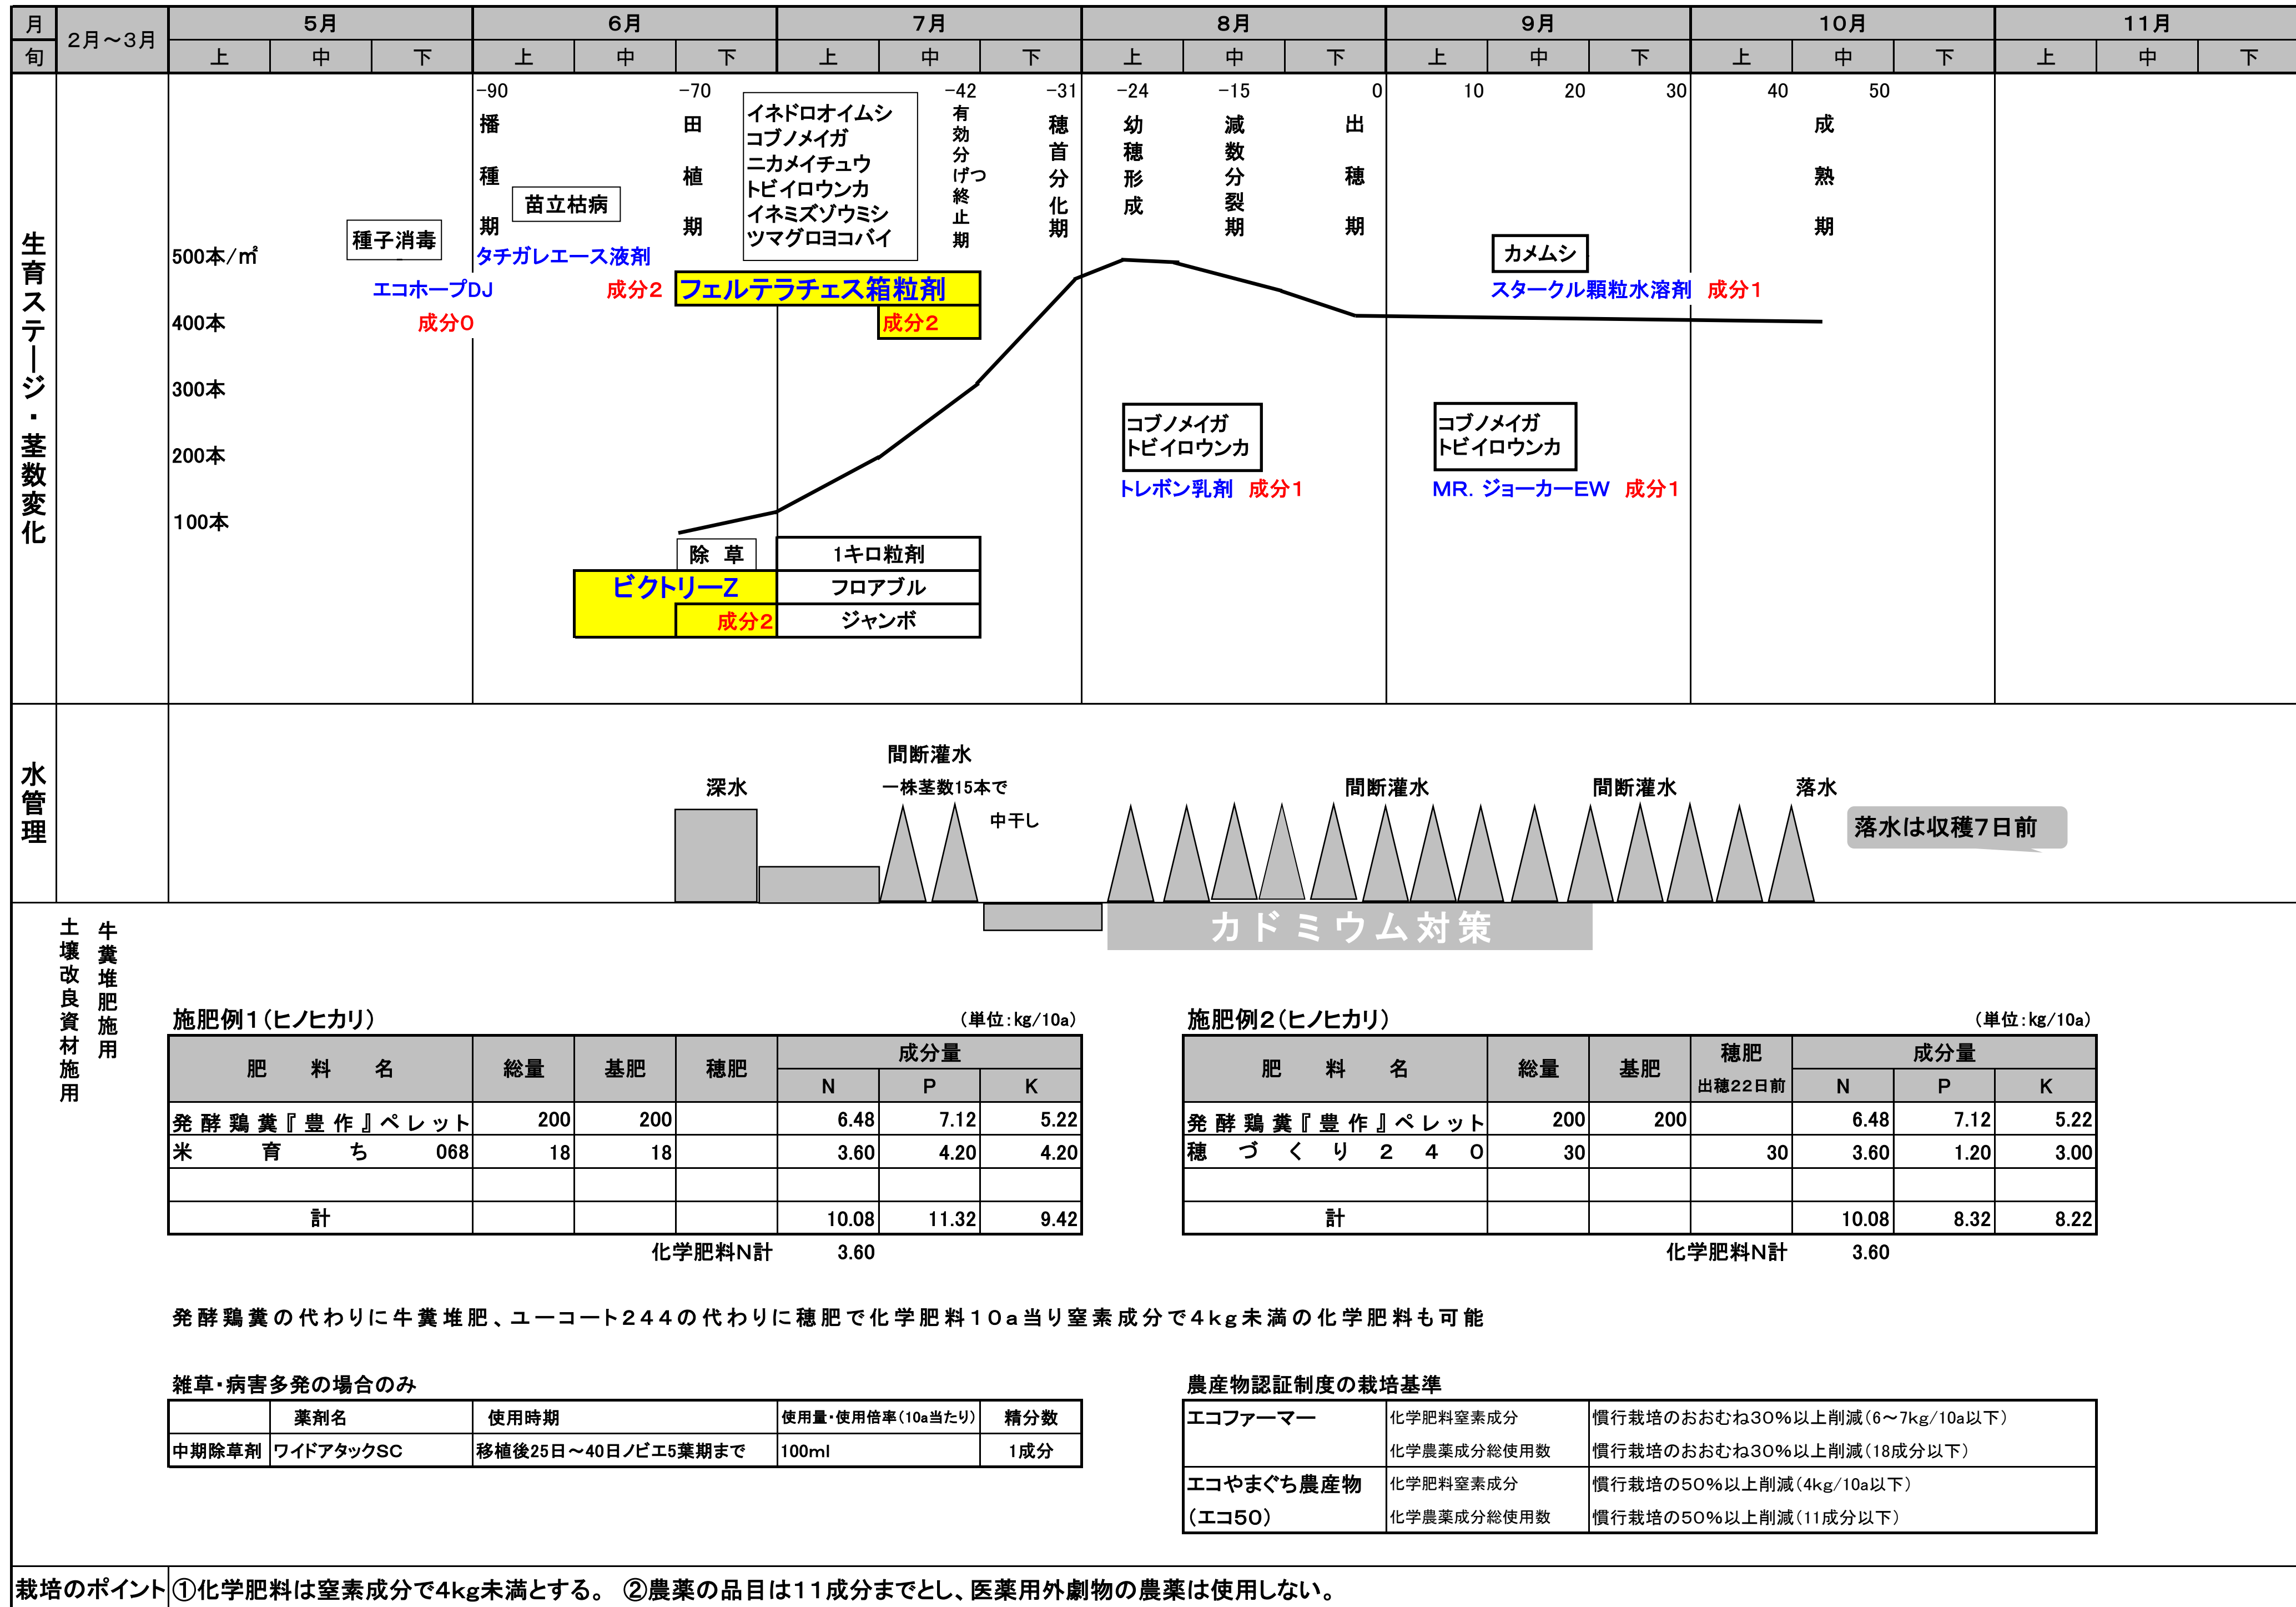 月 2月～3月 5月 6月 7月 8月 9月 10月 11月
旬 上 中 下 上 中 下 上 中 下 上 中 下 上 中 下 上 中 下 上 中 下
-90 -70 -42 -31 -24 -15 0 10 20 30 40 50
生育ステージ・茎数変化
播種期
田植期
有効分げつ終止期
穂首分化期
幼穂形成
減数分裂期
出穂期
成熟期
イネドロオイムシ
コブノメイガ
ニカメイチュウ
トビイロウンカ
イネミズゾウミシ
ツマグロヨコバイ
苗立枯病
種子消毒
タチガレエース液剤
エコホープDJ
成分2
成分0
フェルテラチェス箱粒剤
成分2
カメムシ
スタークル顆粒水溶剤 成分1
500本/㎡
400本
300本
200本
100本
コブノメイガ
トビイロウンカ
トレボン乳剤 成分1
コブノメイガ
トビイロウンカ
MR．ジョーカーEW 成分1
除 草
1キロ粒剤
ビクトリーZ
フロアブル
成分2
ジャンボ
水管理
深水
間断灌水
一株茎数15本で
中干し
間断灌水
間断灌水
落水
落水は収穫7日前
カドミウム対策
土壌改良資材施用
牛糞堆肥施用
施肥例1（ヒノヒカリ） （単位：kg/10a）
肥 料 名 総量 基肥 穂肥 成分量
N P K
発酵鶏糞『豊作』ペレット 200 200 6.48 7.12 5.22
米育ち068 18 18 3.60 4.20 4.20
計 10.08 11.32 9.42
化学肥料N計 3.60
施肥例2（ヒノヒカリ） （単位：kg/10a）
肥 料 名 総量 基肥 穂肥 成分量
出穂22日前 N P K
発酵鶏糞『豊作』ペレット 200 200 6.48 7.12 5.22
穂づくり240 30 30 3.60 1.20 3.00
計 10.08 8.32 8.22
化学肥料N計 3.60
発酵鶏糞の代わりに牛糞堆肥、ユーコート244の代わりに穂肥で化学肥料10a当り窒素成分で4kg未満の化学肥料も可能
雑草・病害多発の場合のみ
薬剤名 使用時期 使用量・使用倍率（10a当たり） 精分数
中期除草剤 ワイドアタックSC 移植後25日～40日ノビエ5葉期まで 100ml 1成分
農産物認証制度の栽培基準
エコファーマー 化学肥料窒素成分 慣行栽培のおおむね30％以上削減（6～7kg/10a以下）
化学農薬成分総使用数 慣行栽培のおおむね30％以上削減（18成分以下）
エコやまぐち農産物 化学肥料窒素成分 慣行栽培の50％以上削減（4kg/10a以下）
（エコ50） 化学農薬成分総使用数 慣行栽培の50％以上削減（11成分以下）
栽培のポイント ①化学肥料は窒素成分で4kg未満とする。 ②農薬の品目は11成分までとし、医薬用外劇物の農薬は使用しない。